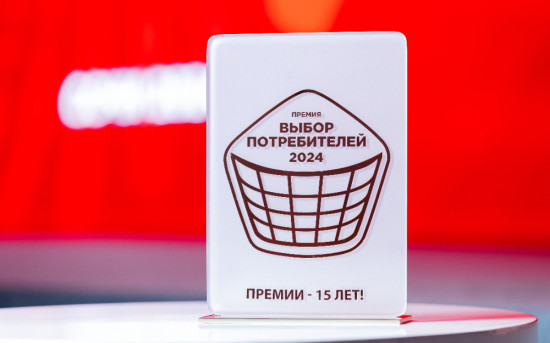 ПРЕМИЯ
ВЫБОР
ПОТРЕБИТЕЛЕЙ
2024
ПРЕМИИ - 15 ЛЕТ!